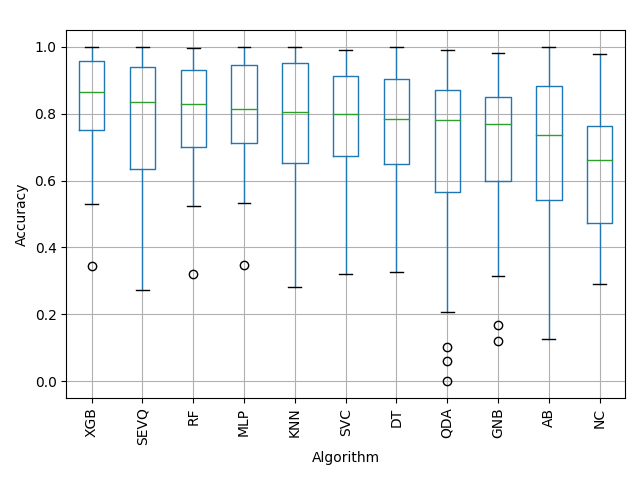 1.0
0.8
0.6
0.4
0.2
0.0
Accuracy
XGB
SEVQ
RF
MLP
KNN
SVC
DT
QDA
GNB
AB
NC
Algorithm